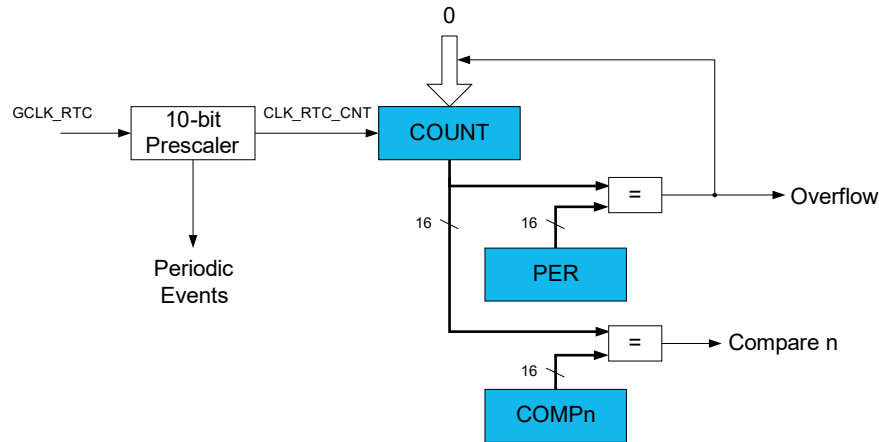 0
GCLK_RTC
10-bit
Prescaler
CLK_RTC_CNT
COUNT
=
Overflow
16
16
Periodic
Events
PER
=
Compare n
16
COMPn